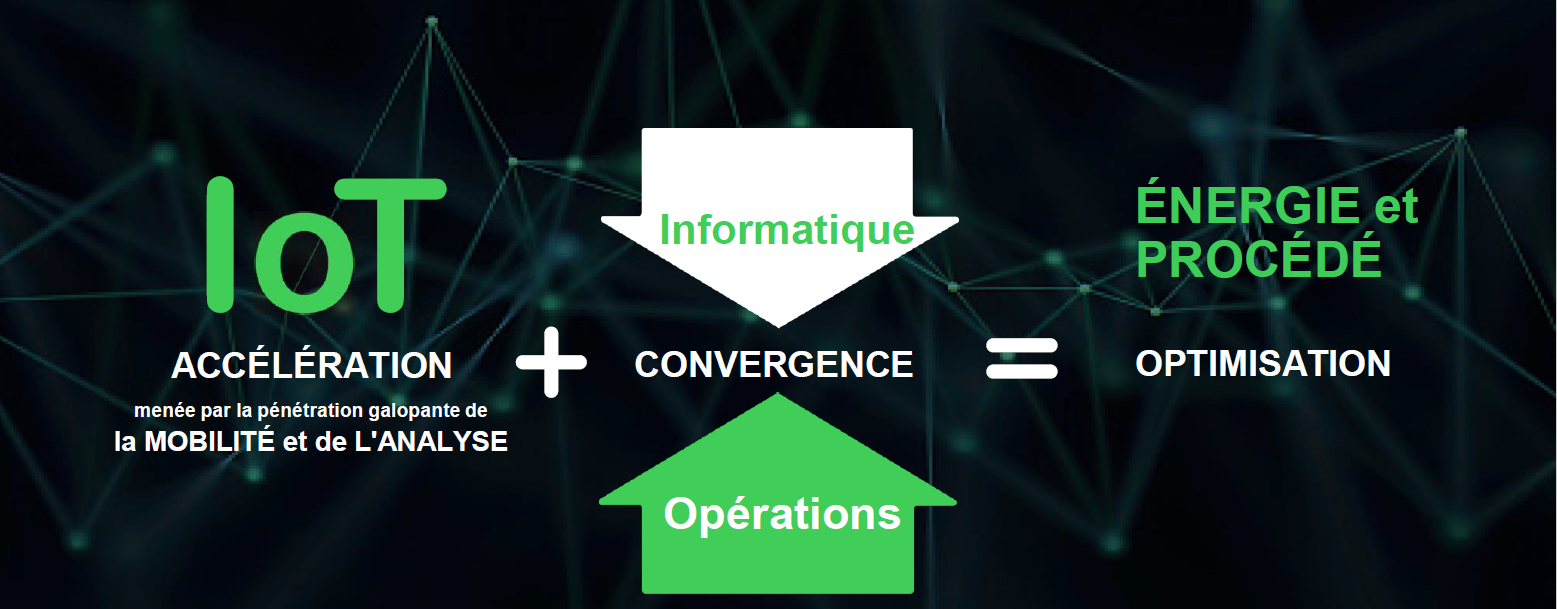 IoT
ACCÉLÉRATION
menée par la pénétration galopante de
la MOBILITÉ et de L'ANALYSE
+
Informatique
CONVERGENCE
Opérations
=
ÉNERGIE et
PROCÉDÉ
OPTIMISATION